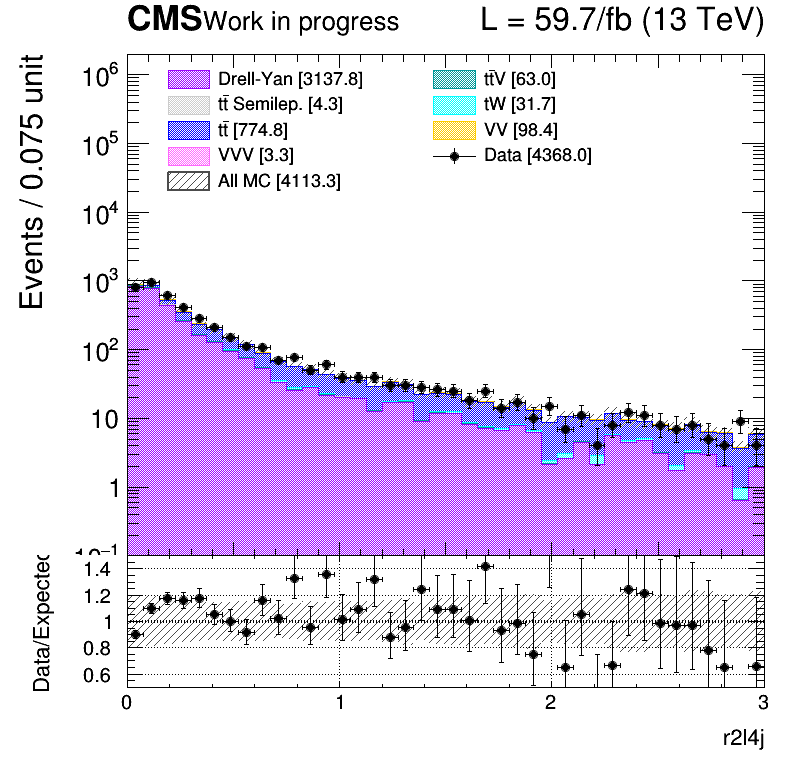 CMS Work in progress L = 59.7/fb (13 TeV)
Events / 0.075 unit
10⁶
10⁵
10⁴
10³
10²
10
1
10⁻¹
Drell-Yan [3137.8]
tt̄ Semilep. [4.3]
tt̄ [774.8]
VVV [3.3]
All MC [4113.3]
tt̄V [63.0]
tW [31.7]
VV [98.4]
Data [4368.0]
Data/Expected
1.4
1.2
1
0.8
0.6
0 1 2 3
r2l4j